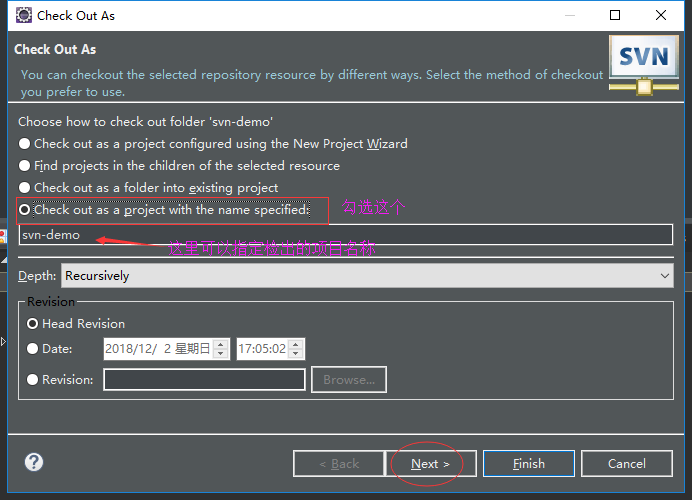 Check Out As
Check Out As
SVN
You can checkout the selected repository resource by different ways. Select the method of checkout
you prefer to use.
Choose how to check out folder 'svn-demo'
Check out as a project configured using the New Project Wizard
Find projects in the children of the selected resource
Check out as a folder into existing project
Check out as a project with the name specified: 勾选这个
svn-demo 这里可以指定检出的项目名称
Depth: Recursively
Revision
Head Revision
Date: 2018/12/ 2 星期日 17:05:02
Revision: Browse...
? < Back Next > Finish Cancel